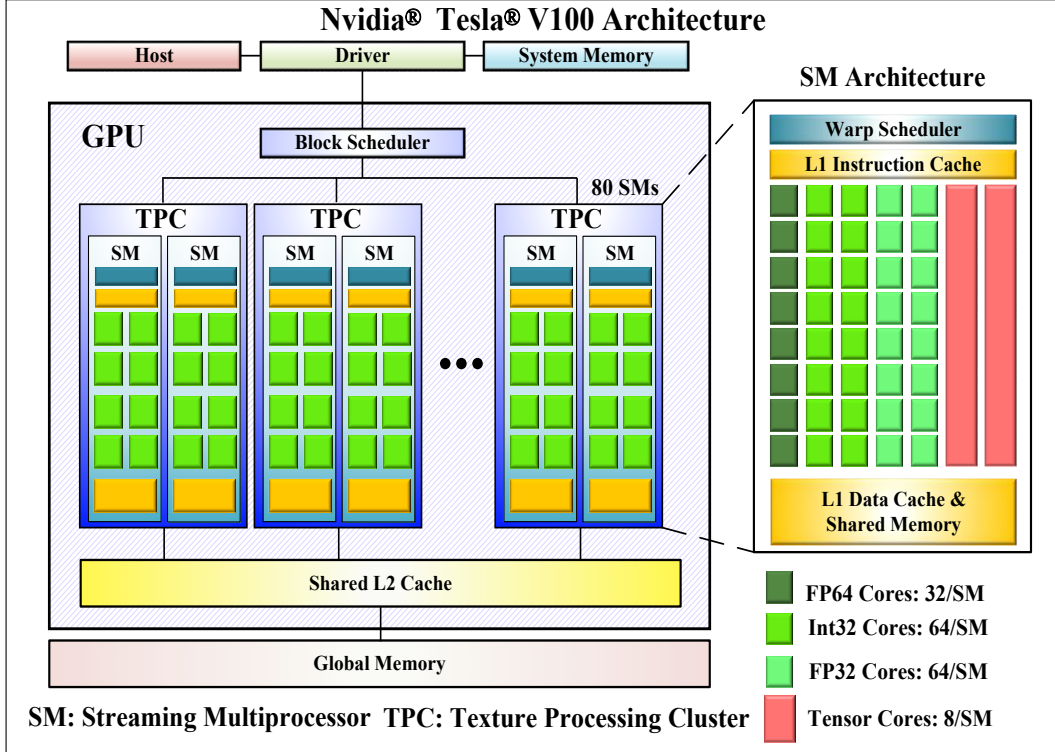 Nvidia® Tesla® V100 Architecture
Host
Driver
System Memory
SM Architecture
GPU
Block Scheduler
80 SMs
TPC
TPC
TPC
SM
SM
SM
SM
SM
SM
Shared L2 Cache
Global Memory
Warp Scheduler
L1 Instruction Cache
L1 Data Cache &
Shared Memory
FP64 Cores: 32/SM
Int32 Cores: 64/SM
FP32 Cores: 64/SM
Tensor Cores: 8/SM
SM: Streaming Multiprocessor TPC: Texture Processing Cluster